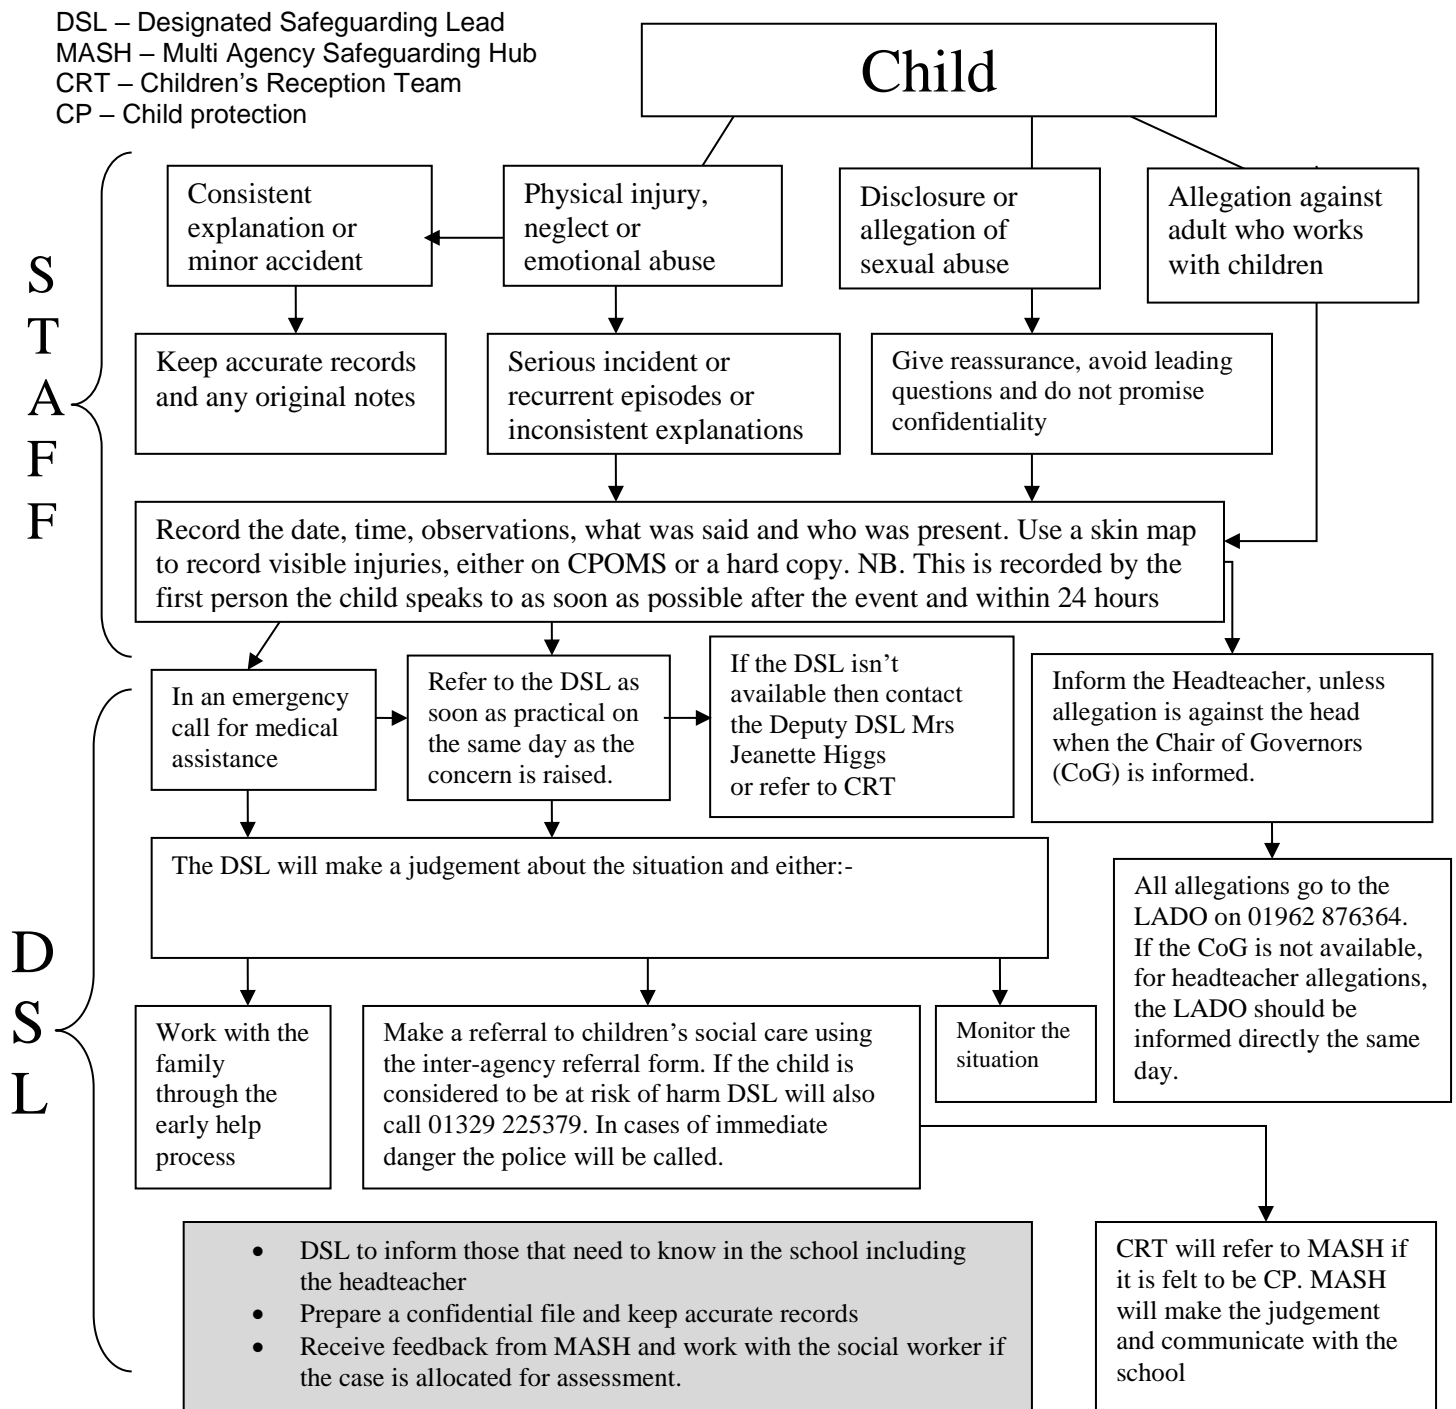 DSL – Designated Safeguarding Lead
MASH – Multi Agency Safeguarding Hub
CRT – Children’s Reception Team
CP – Child protection
Child
S
T
A
F
F
Consistent
explanation or
minor accident
Physical injury,
neglect or
emotional abuse
Disclosure or
allegation of
sexual abuse
Allegation against
adult who works
with children
Keep accurate records
and any original notes
Serious incident or
recurrent episodes or
inconsistent explanations
Give reassurance, avoid leading
questions and do not promise
confidentiality
Record the date, time, observations, what was said and who was present. Use a skin map
to record visible injuries, either on CPOMS or a hard copy. NB. This is recorded by the
first person the child speaks to as soon as possible after the event and within 24 hours
D
S
L
In an emergency
call for medical
assistance
Refer to the DSL as
soon as practical on
the same day as the
concern is raised.
If the DSL isn’t
available then contact
the Deputy DSL Mrs
Jeanette Higgs
or refer to CRT
Inform the Headteacher, unless
allegation is against the head
when the Chair of Governors
(CoG) is informed.
The DSL will make a judgement about the situation and either:-
All allegations go to the
LADO on 01962 876364.
If the CoG is not available,
for headteacher allegations,
the LADO should be
informed directly the same
day.
Work with the
family
through the
early help
process
Make a referral to children’s social care using
the inter-agency referral form. If the child is
considered to be at risk of harm DSL will also
call 01329 225379. In cases of immediate
danger the police will be called.
Monitor the
situation
• DSL to inform those that need to know in the school including
the headteacher
• Prepare a confidential file and keep accurate records
• Receive feedback from MASH and work with the social worker if
the case is allocated for assessment.
CRT will refer to MASH if
it is felt to be CP. MASH
will make the judgement
and communicate with the
school